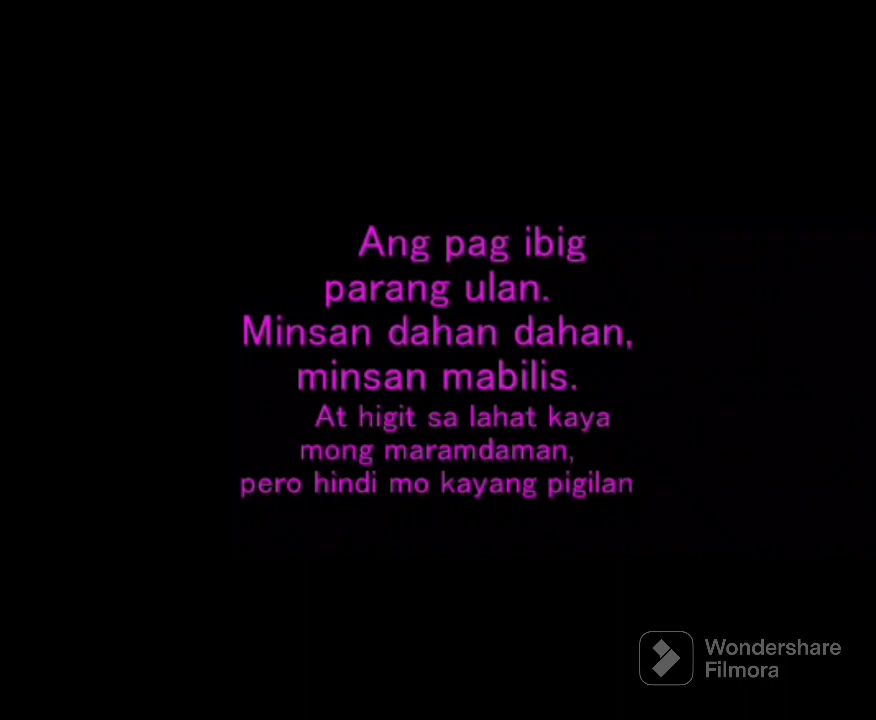 Ang pag ibig
parang ulan.
Minsan dahan dahan,
minsan mabilis.
At higit sa lahat kaya
mong maramdaman,
pero hindi mo kayang pigilan
Wondershare
Filmora